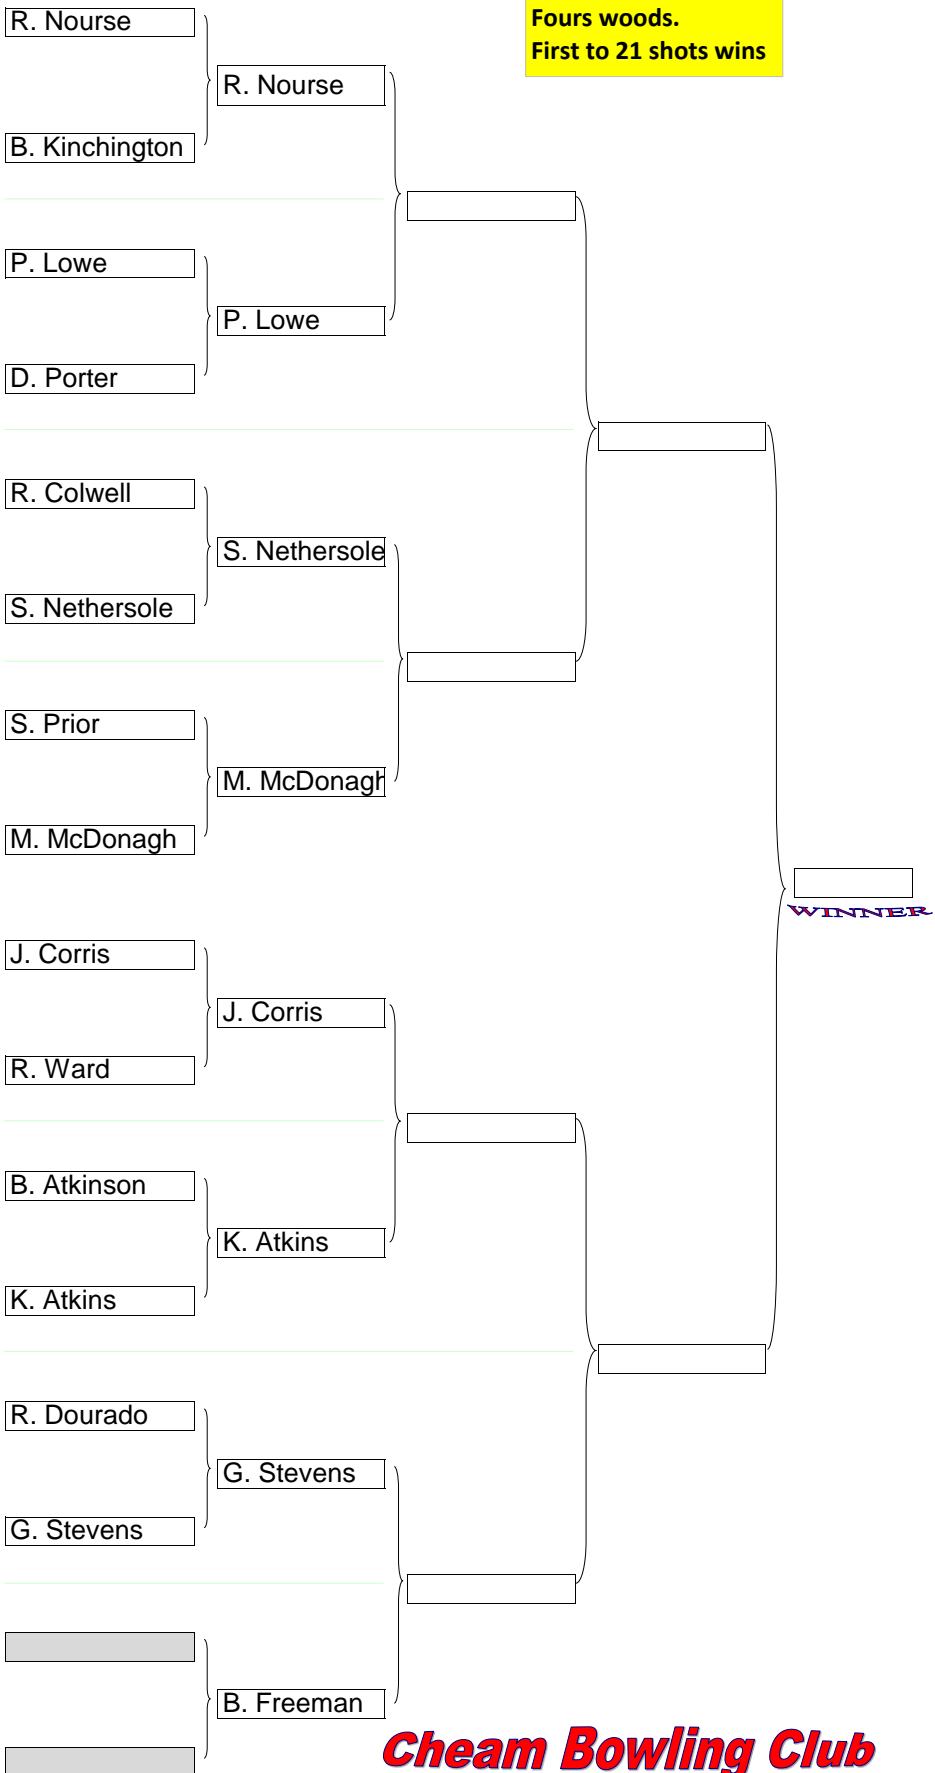 Fours woods.
First to 21 shots wins
R. Nourse
R. Nourse
B. Kinchington
P. Lowe
P. Lowe
D. Porter
R. Colwell
S. Nethersole
S. Nethersole
S. Prior
M. McDonagh
M. McDonagh
WINNER
J. Corris
J. Corris
R. Ward
B. Atkinson
K. Atkins
K. Atkins
R. Dourado
G. Stevens
G. Stevens
B. Freeman
Cheam Bowling Club